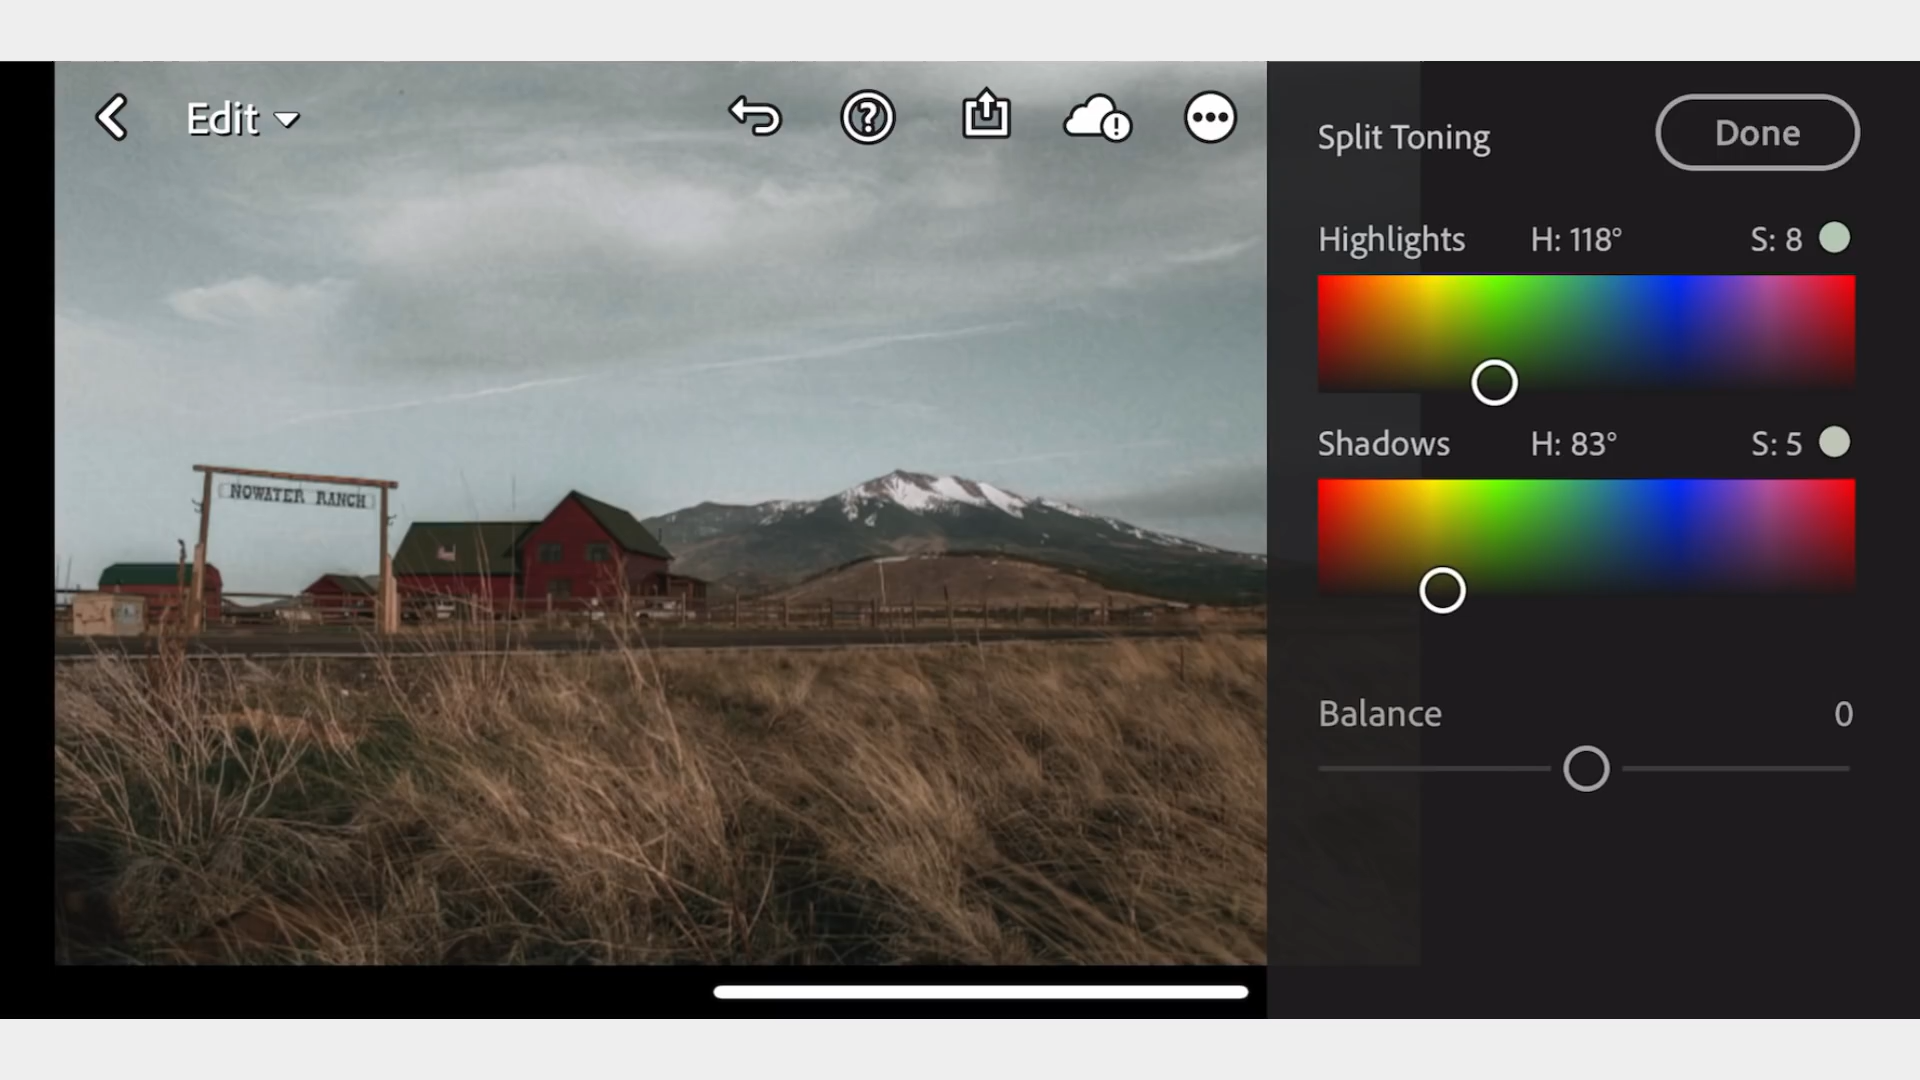 Edit
Split Toning
Done
Highlights H: 118° S: 8
Shadows H: 83° S: 5
Balance 0
NOWATER RANCH